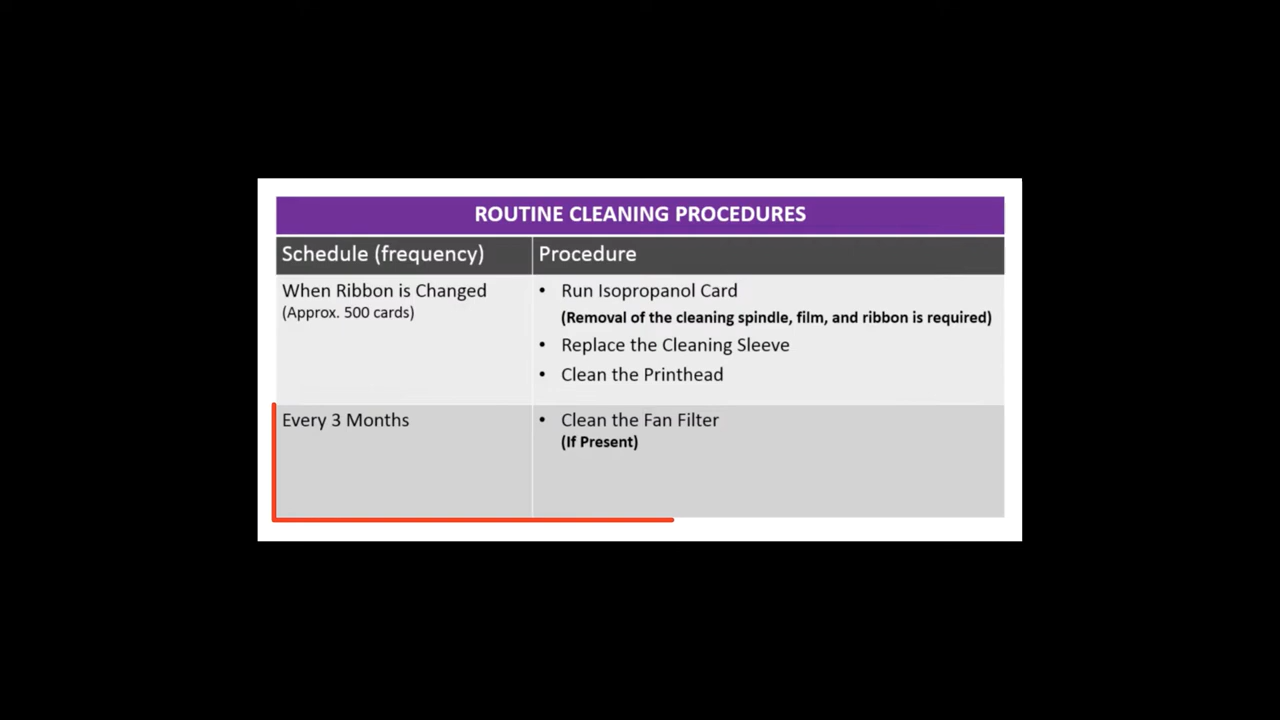 ROUTINE CLEANING PROCEDURES
Schedule (frequency)
Procedure
When Ribbon is Changed
(Approx. 500 cards)
• Run Isopropanol Card
(Removal of the cleaning spindle, film, and ribbon is required)
• Replace the Cleaning Sleeve
• Clean the Printhead
Every 3 Months
• Clean the Fan Filter
(If Present)